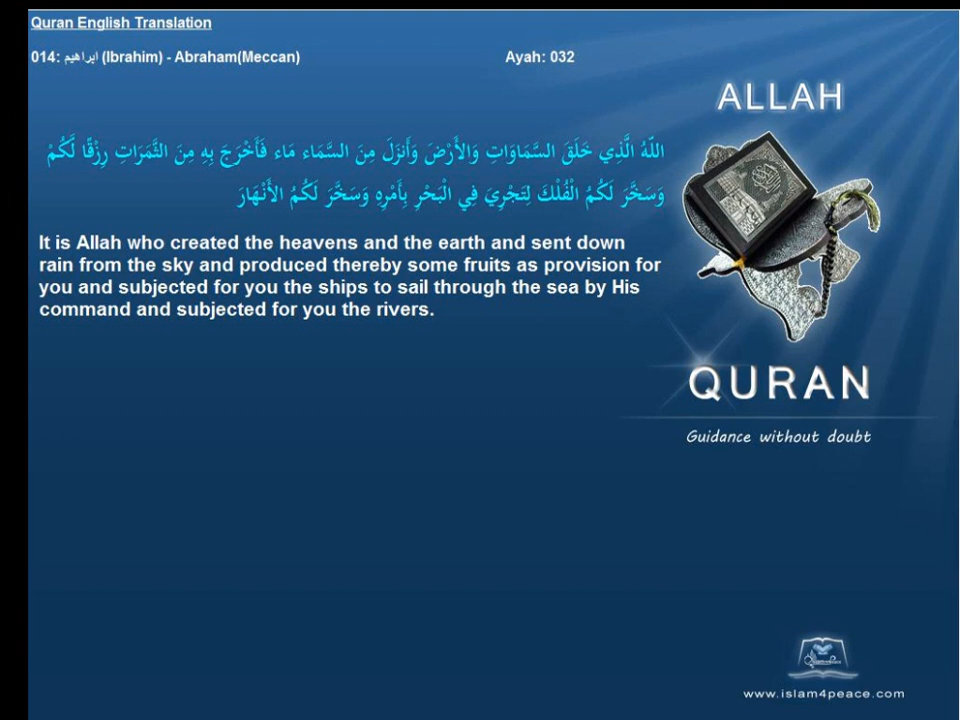 Quran English Translation
014: ابراهيم (Ibrahim) - Abraham(Meccan) Ayah: 032
ALLAH
اللّهُ الَّذِي خَلَقَ السَّمَاوَاتِ وَالأَرْضَ وَأَنزَلَ مِنَ السَّمَاء مَاء فَأَخْرَجَ بِهِ مِنَ الثَّمَرَاتِ رِزْقًا لَّكُمْ
وَسَخَّرَ لَكُمُ الْفُلْكَ لِتَجْرِيَ فِي الْبَحْرِ بِأَمْرِهِ وَسَخَّرَ لَكُمُ الأَنْهَارَ
It is Allah who created the heavens and the earth and sent down
rain from the sky and produced thereby some fruits as provision for
you and subjected for you the ships to sail through the sea by His
command and subjected for you the rivers.
QURAN
Guidance without doubt
www.islam4peace.com